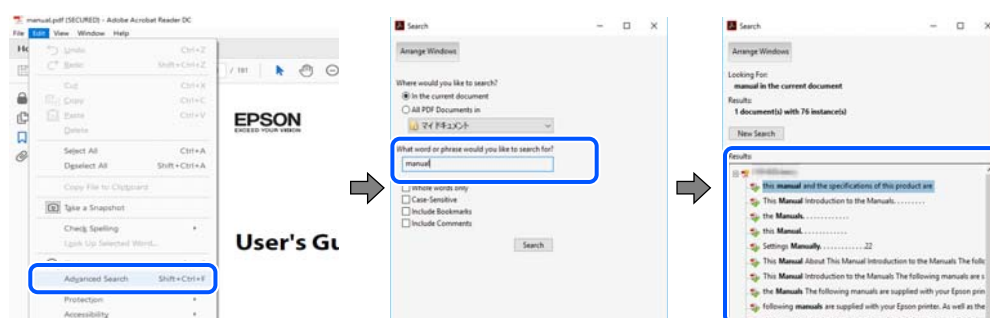 manual.pdf (SECURED) - Adobe Acrobat Reader DC
File Edit View Window Help
Undo Ctrl+Z
Redo Shift+Ctrl+Z
Cut Ctrl+X
Copy Ctrl+C
Paste Ctrl+V
Delete
Select All Ctrl+A
Deselect All Shift+Ctrl+A
Copy File to Clipboard
Take a Snapshot
Check Spelling
Look Up Selected Word...
Advanced Search Shift+Ctrl+F
Protection
Accessibility
/ 181
EPSON
EXCEED YOUR VISION
User's Gu
Search
Arrange Windows
Where would you like to search?
In the current document
All PDF Documents in
マイドキュメント
What word or phrase would you like to search for?
manual
Whole words only
Case-Sensitive
Include Bookmarks
Include Comments
Search
Search
Arrange Windows
Looking For:
manual in the current document
Results:
1 document(s) with 76 instance(s)
New Search
Results:
this manual and the specifications of this product are
This Manual Introduction to the Manuals. . . . . . . . .
the Manuals. . . . . . . . . . . .
this Manual. . . . . . . . . . . .
Settings Manually. . . . . . . . . . . .22
This Manual About This Manual Introduction to the Manuals The follo
This Manual Introduction to the Manuals The following manuals are s
the Manuals The following manuals are supplied with your Epson prin
following manuals are supplied with your Epson printer. As well as the